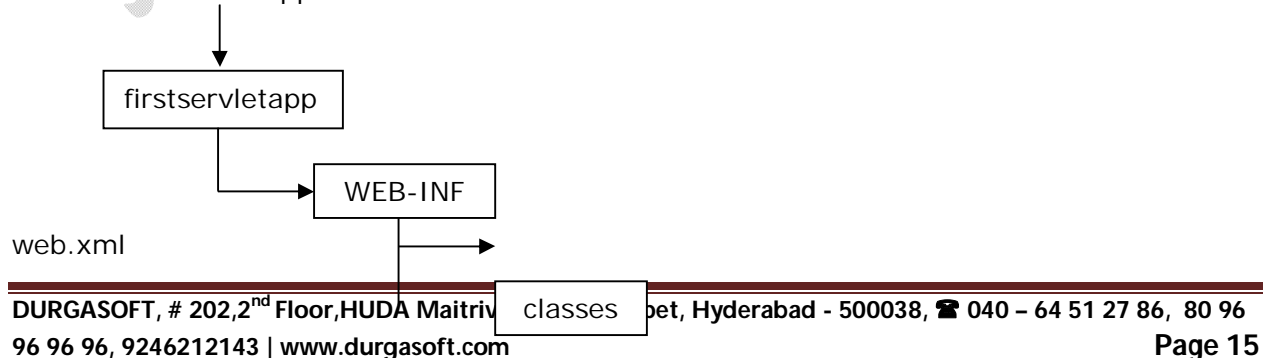 firstservletapp
WEB-INF
web.xml
classes
DURGASOFT, # 202,2nd Floor,HUDA Maitriv pet, Hyderabad - 500038, ☎ 040 – 64 51 27 86, 80 96
96 96 96, 9246212143 | www.durgasoft.com Page 15